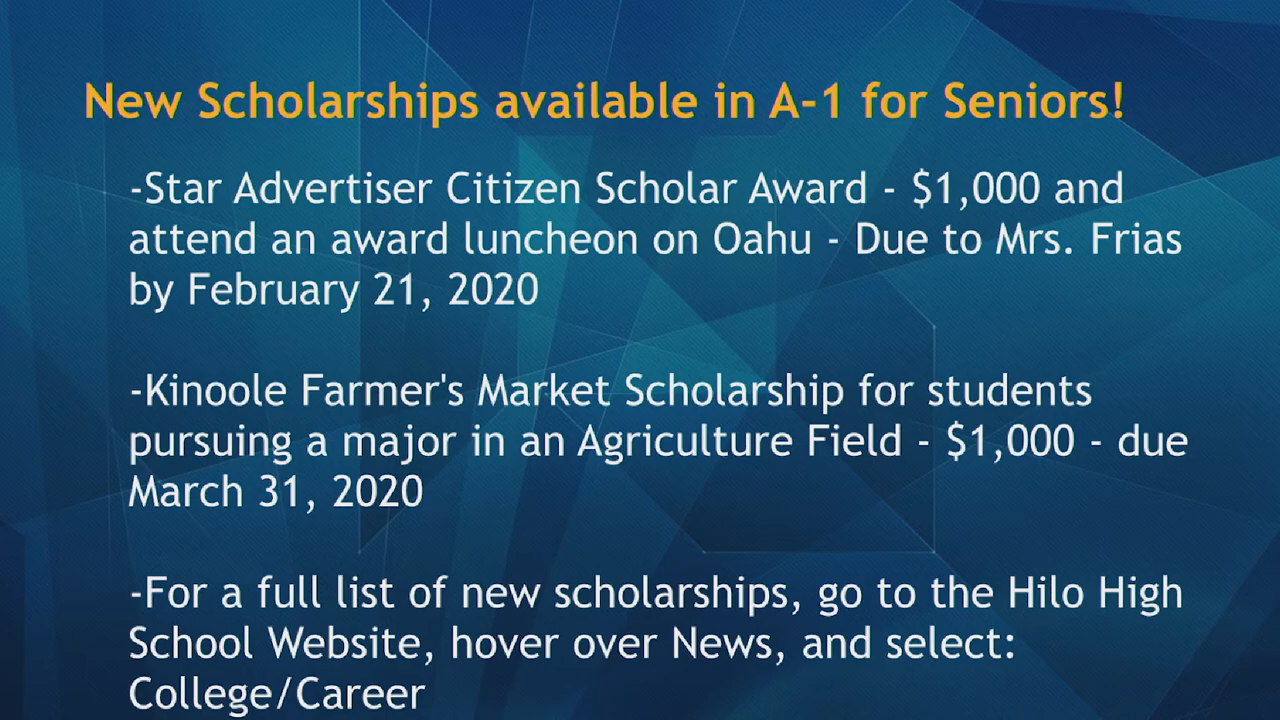 New Scholarships available in A-1 for Seniors!
-Star Advertiser Citizen Scholar Award - $1,000 and
attend an award luncheon on Oahu - Due to Mrs. Frias
by February 21, 2020
-Kinoole Farmer's Market Scholarship for students
pursuing a major in an Agriculture Field - $1,000 - due
March 31, 2020
-For a full list of new scholarships, go to the Hilo High
School Website, hover over News, and select:
College/Career